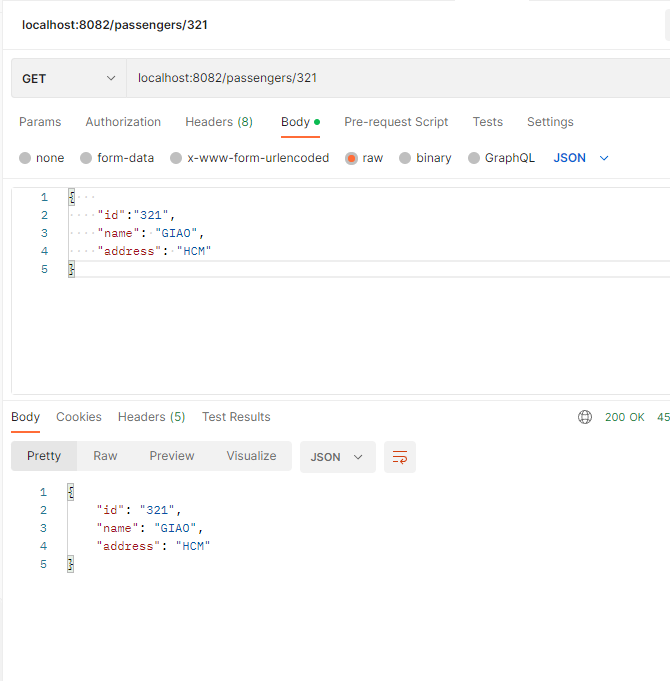 localhost:8082/passengers/321
GET localhost:8082/passengers/321
Params Authorization Headers (8) Body Pre-request Script Tests Settings
none form-data x-www-form-urlencoded raw binary GraphQL JSON
1 {
2 "id":"321",
3 "name": "GIAO",
4 "address": "HCM"
5 }
Body Cookies Headers (5) Test Results 200 OK 45
Pretty Raw Preview Visualize JSON
1 {
2 "id": "321",
3 "name": "GIAO",
4 "address": "HCM"
5 }